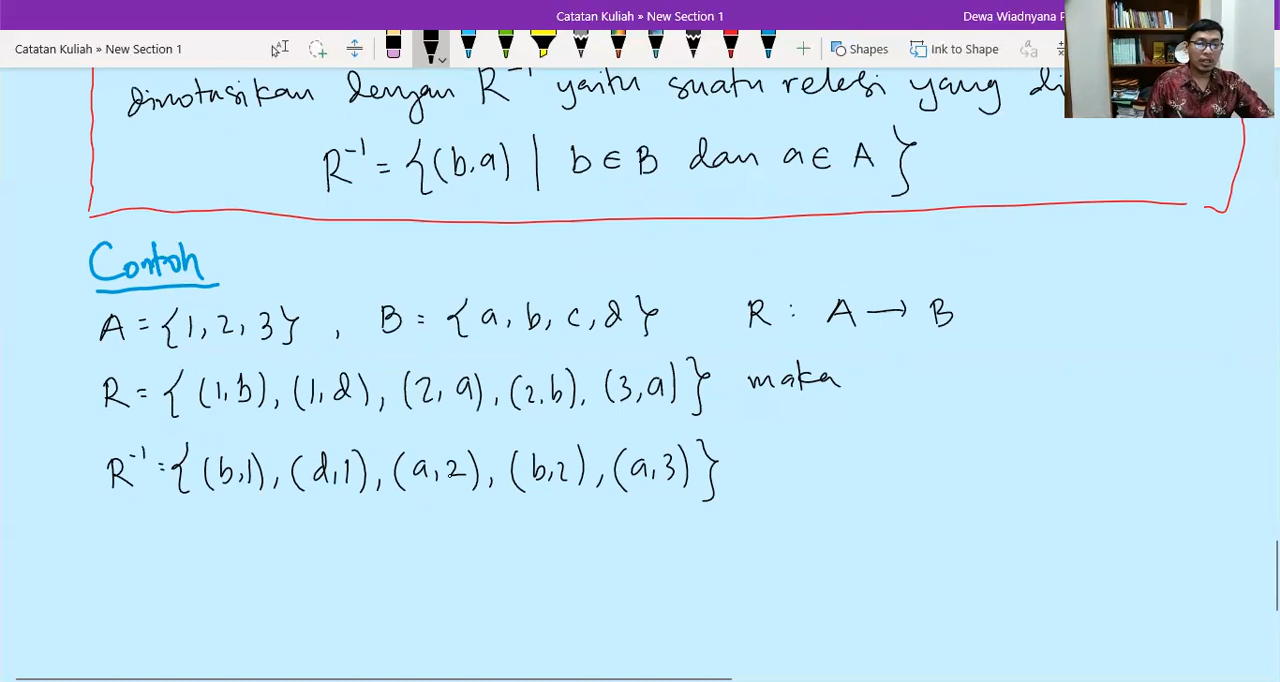 Catatan Kuliah » New Section 1
Dewa Wiadnyana
Catatan Kuliah » New Section 1
Shapes
Ink to Shape
dinotasikan dengan R⁻¹ yaitu suatu relasi yang di
R⁻¹ = {(b,a) | b ∈ B dan a ∈ A }
Contoh
A = {1, 2, 3} , B = {a, b, c, d} R : A → B
R = { (1,b), (1,d), (2,a), (2,b), (3,a)} maka
R⁻¹ = { (b,1), (d,1), (a,2), (b,2), (a,3)}